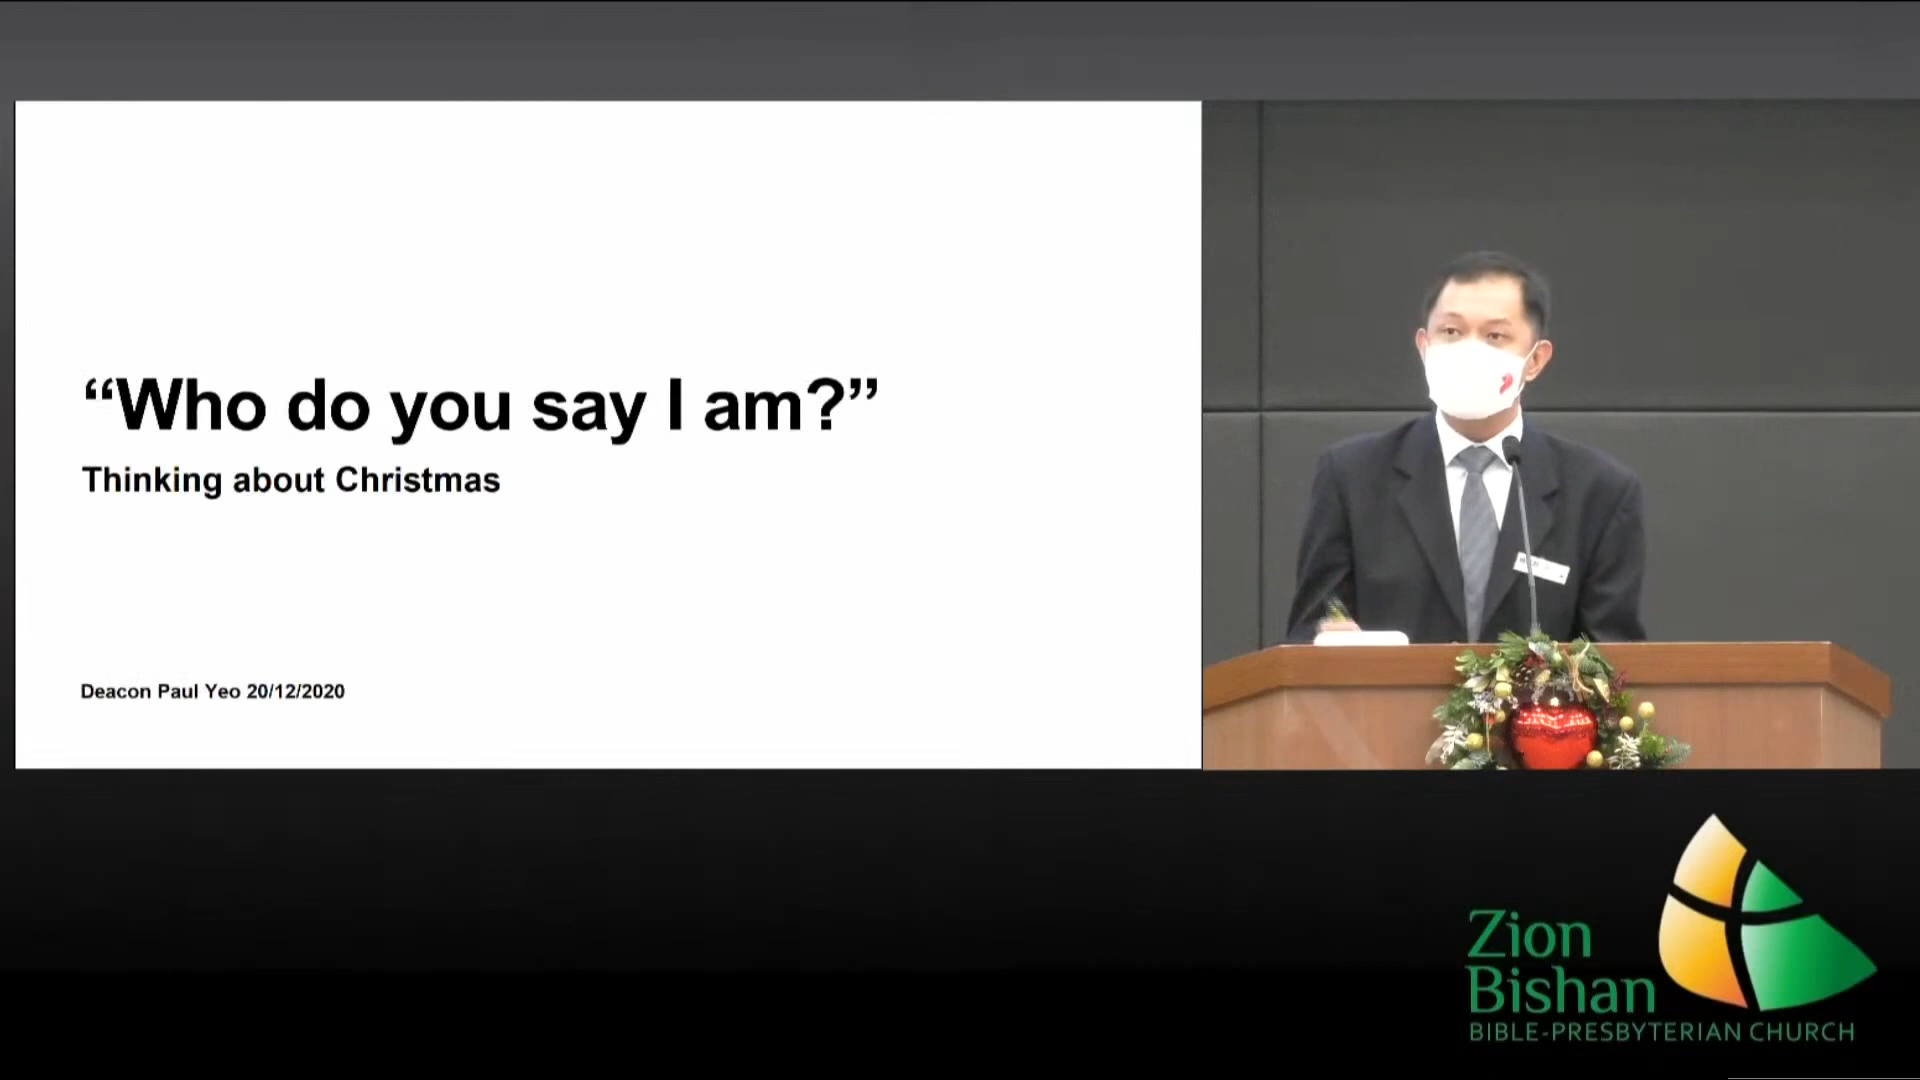 “Who do you say I am?”
Thinking about Christmas
Deacon Paul Yeo 20/12/2020
Zion
Bishan
BIBLE-PRESBYTERIAN CHURCH